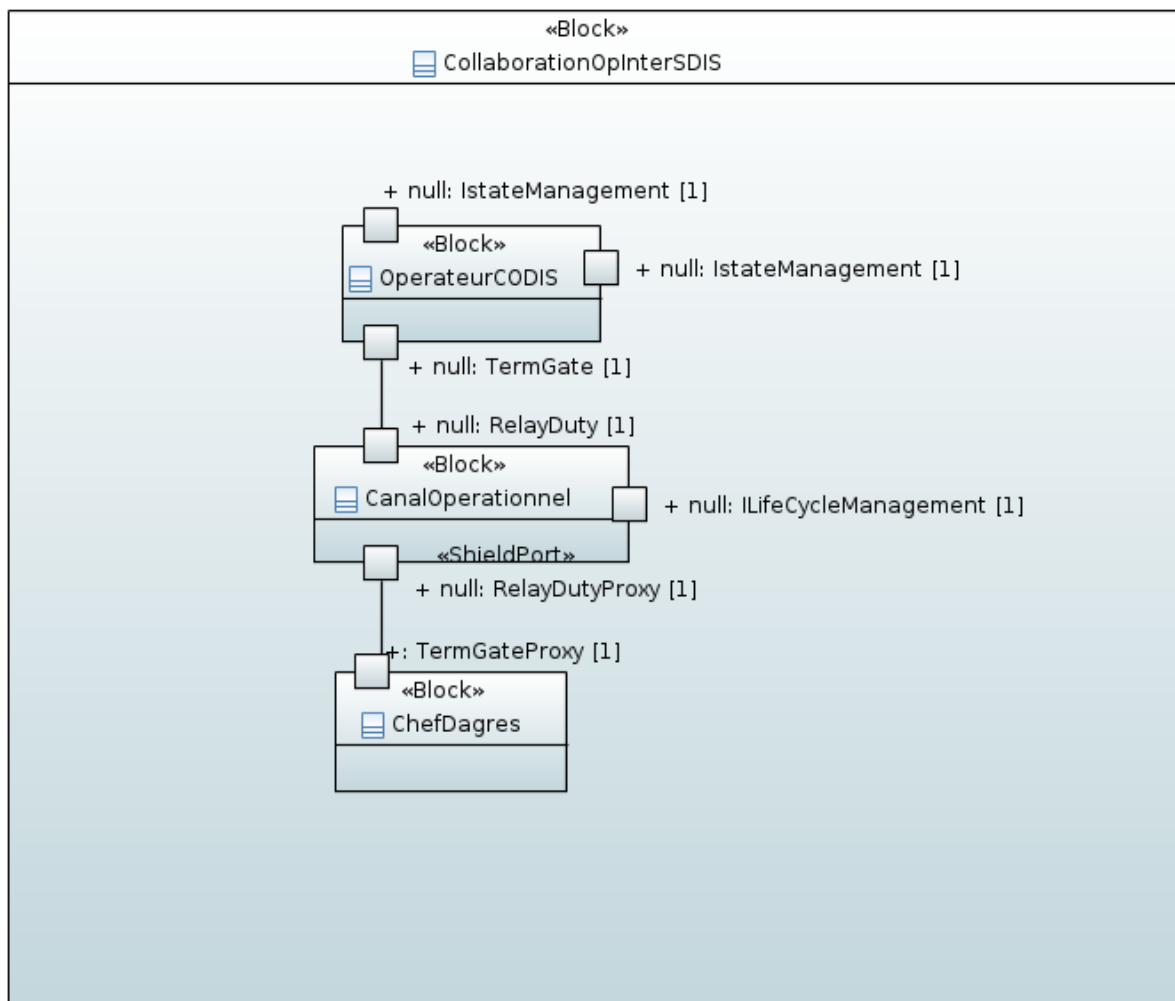 «Block»
CollaborationOpInterSDIS
+ null: IstateManagement [1]
«Block»
OperateurCODIS
+ null: IstateManagement [1]
+ null: TermGate [1]
+ null: RelayDuty [1]
«Block»
CanalOperationnel
+ null: ILifeCycleManagement [1]
«ShieldPort»
+ null: RelayDutyProxy [1]
+: TermGateProxy [1]
«Block»
ChefDagres